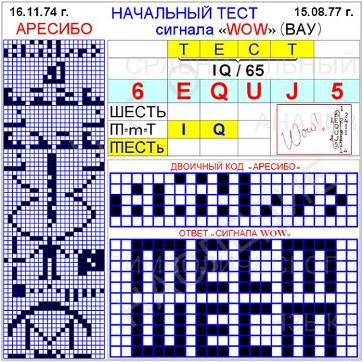 16.11.74 г.
АРЕСИБО
НАЧАЛЬНЫЙ ТЕСТ
15.08.77 г.
сигнала «WOW» (ВАУ)
Т Е С Т
IQ / 65
6 E Q U J 5
ШЕСТЬ
П-m-T I Q
ПЕСТЬ
Wow!
ДВОИЧНЫЙ КОД «АРЕСИБО»
ОТВЕТ «СИГНАЛА WOW»